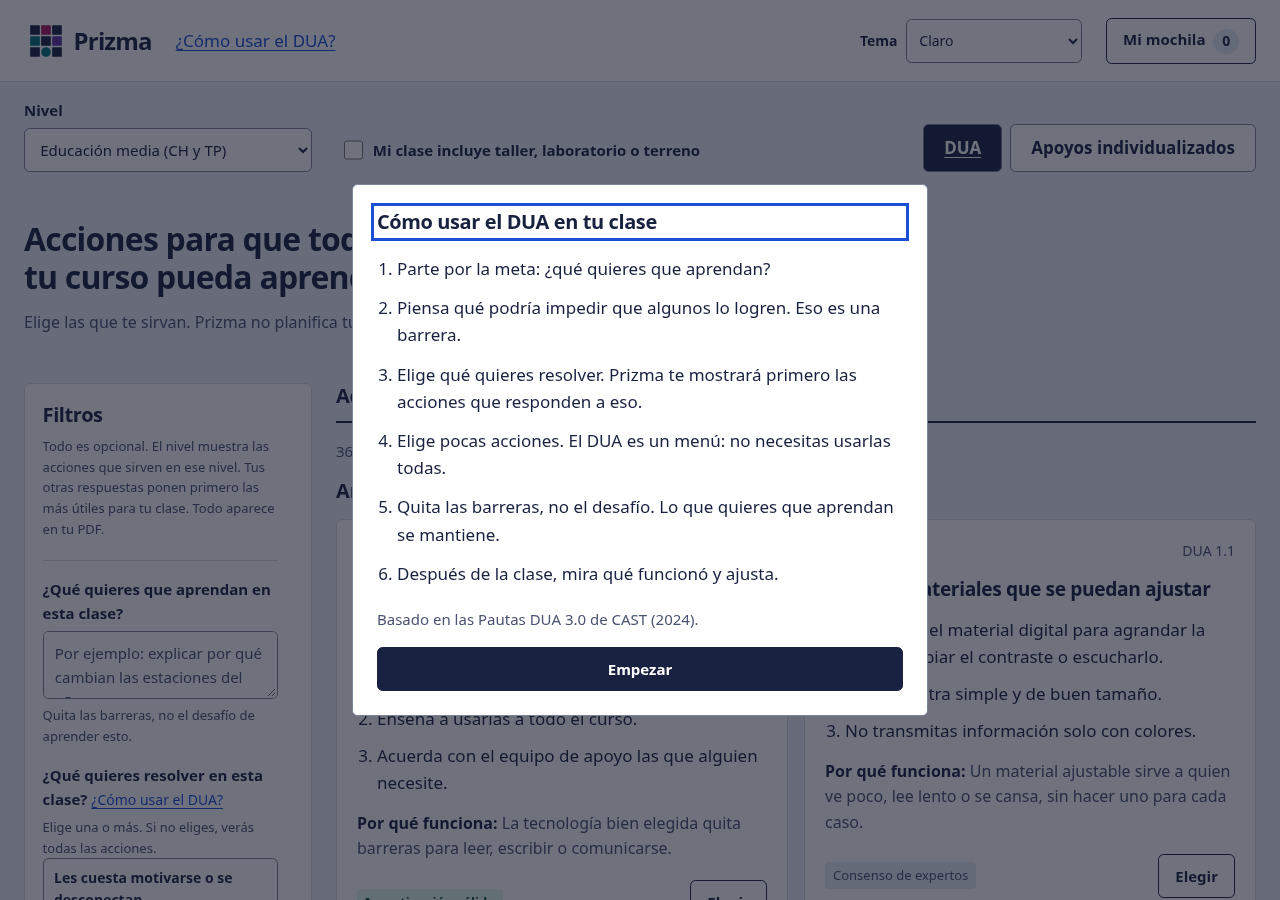 Prizma
¿Cómo usar el DUA?
Tema
Claro
Mi mochila 0
Nivel
Educación media (CH y TP)
Mi clase incluye taller, laboratorio o terreno
DUA
Apoyos individualizados
Acciones para que
tu curso pueda
Elige las que te sirvan. Prizma no planifica
Cómo usar el DUA en tu clase
1. Parte por la meta: ¿qué quieres que aprendan?
2. Piensa qué podría impedir que algunos lo logren. Eso es una
barrera.
3. Elige qué quieres resolver. Prizma te mostrará primero las
acciones que responden a eso.
4. Elige pocas acciones. El DUA es un menú: no necesitas usarlas
todas.
5. Quita las barreras, no el desafío. Lo que quieres que aprendan
se mantiene.
6. Después de la clase, mira qué funcionó y ajusta.
Basado en las Pautas DUA 3.0 de CAST (2024).
Empezar
Filtros
Todo es opcional. El nivel muestra las
acciones que sirven en ese nivel. Tus
otras respuestas ponen primero las
más útiles para tu clase. Todo aparece
en tu PDF.
¿Qué quieres que aprendan en
esta clase?
Por ejemplo: explicar por qué
cambian las estaciones del
Quita las barreras, no el desafío de
aprender esto.
¿Qué quieres resolver en esta
clase? ¿Cómo usar el DUA?
Elige una o más. Si no eliges, verás
todas las acciones.
Les cuesta motivarse o se
36
2. Enseña a usarlas a todo el curso.
3. Acuerda con el equipo de apoyo las que alguien
necesite.
Por qué funciona: La tecnología bien elegida quita
barreras para leer, escribir o comunicarse.
DUA 1.1
que se puedan ajustar
el material digital para agrandar la
el contraste o escucharlo.
simple y de buen tamaño.
3. No transmitas información solo con colores.
Por qué funciona: Un material ajustable sirve a quien
ve poco, lee lento o se cansa, sin hacer uno para cada
caso.
Consenso de expertos
Elegir